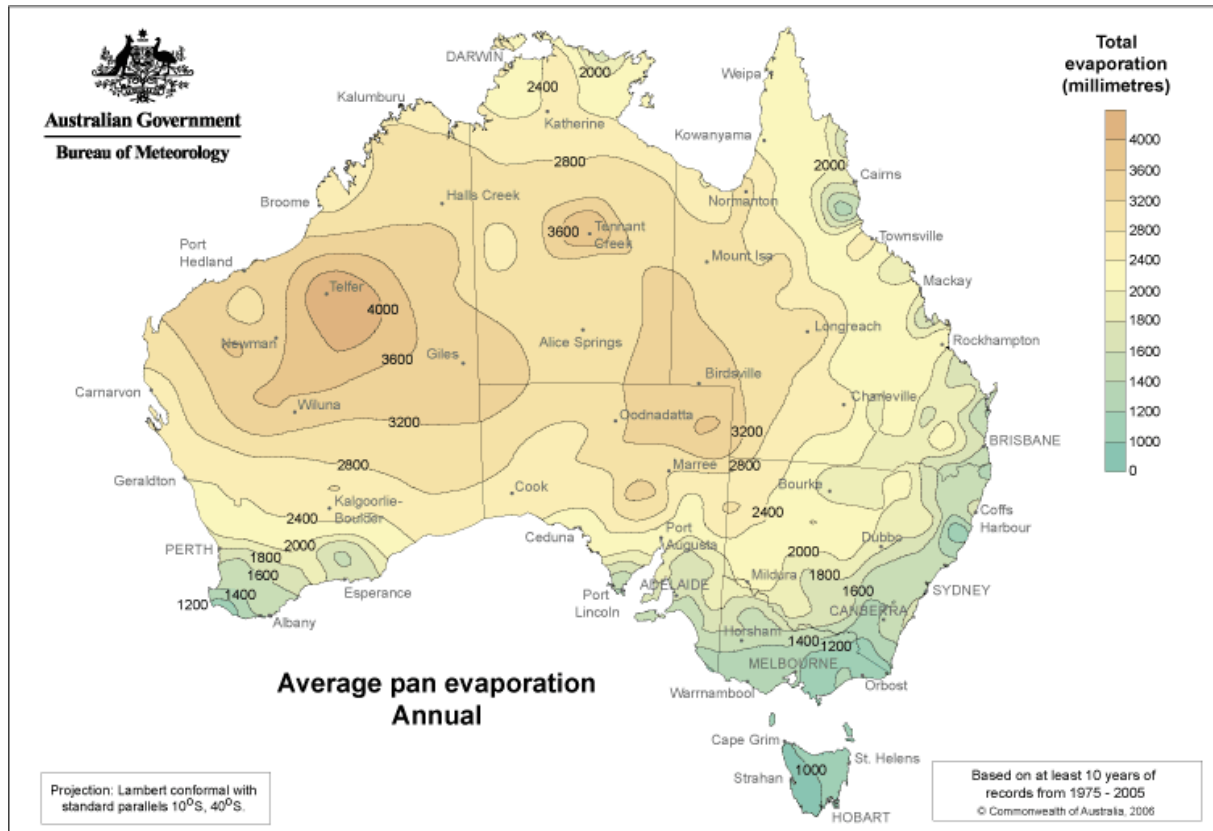 Australian Government
Bureau of Meteorology
Total
evaporation
(millimetres)
4000
3600
3200
2800
2400
2000
1800
1600
1400
1200
1000
0
DARWIN
2000
2400
Weipa
Kalumburu
Katherine
Kowanyama
2800
2000
Cairns
Halls Creek
Normanton
Broome
3600
Tennant
Creek
Townsville
Port
Hedland
Mount Isa
Mackay
Telfer
4000
Newman
Alice Springs
Longreach
Rockhampton
3600
Giles
Birdsville
Carnarvon
Wiluna
Charleville
3200
Oodnadatta
3200
BRISBANE
2800
Marree
2800
Geraldton
Cook
Bourke
Kalgoorlie-
Boulder
2400
2400
Coffs
Harbour
PERTH
2000
Ceduna
Port
Augusta
Dubbo
2000
1800
1600
Mildura
1800
ADELAIDE
1600
SYDNEY
1400
1200
Esperance
Port
Lincoln
CANBERRA
Albany
Horsham
1400
1200
MELBOURNE
Orbost
Warrnambool
Average pan evaporation
Annual
Cape Grim
St. Helens
1000
Strahan
HOBART
Projection: Lambert conformal with
standard parallels 10⁰S, 40⁰S.
Based on at least 10 years of
records from 1975 - 2005
© Commonwealth of Australia, 2006